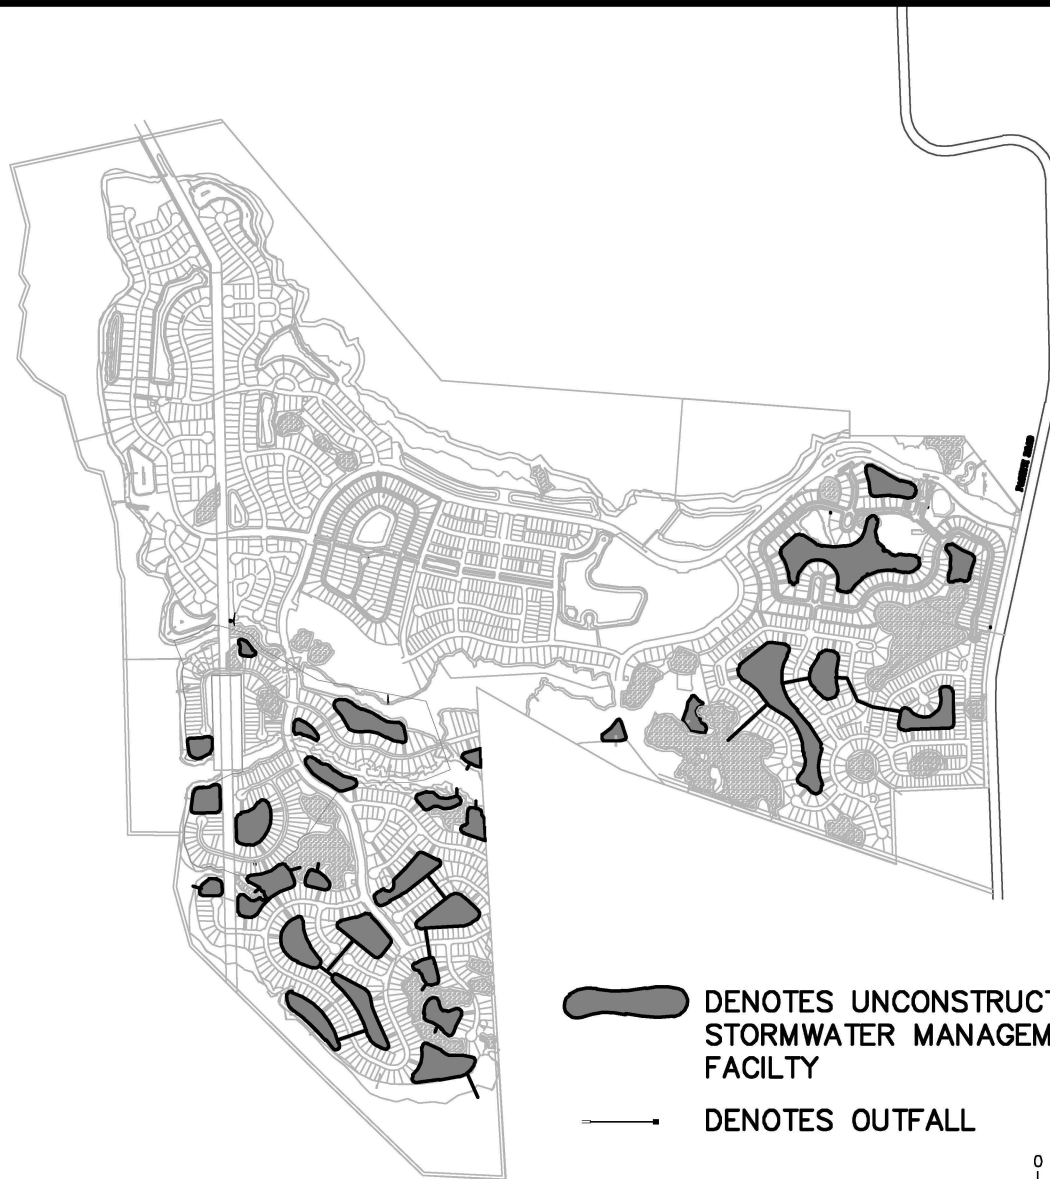 DENOTES UNCONSTRUCT
STORMWATER MANAGEM
FACILTY
DENOTES OUTFALL
0